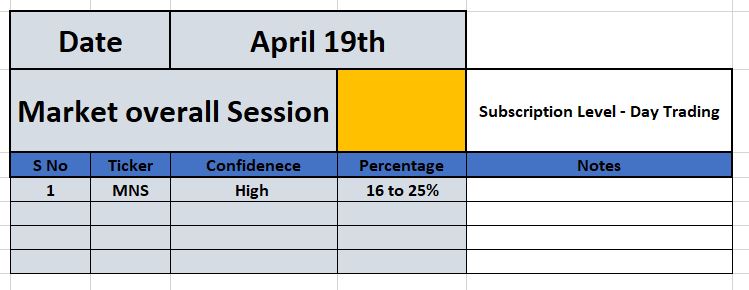 Date April 19th
Market overall Session Subscription Level - Day Trading
S No Ticker Confidenece Percentage Notes
1 MNS High 16 to 25%